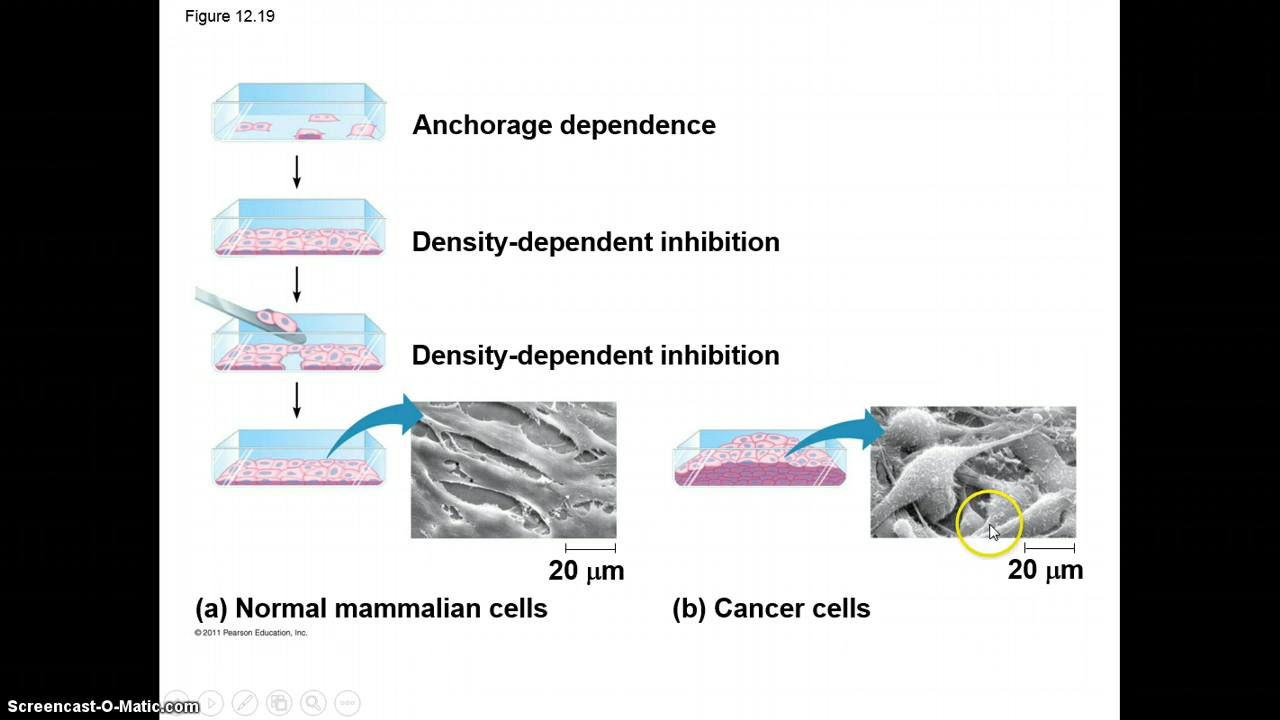 Figure 12.19
Anchorage dependence
Density-dependent inhibition
Density-dependent inhibition
20 μm
20 μm
(a) Normal mammalian cells
(b) Cancer cells
© 2011 Pearson Education, Inc.
Screencast-O-Matic.com